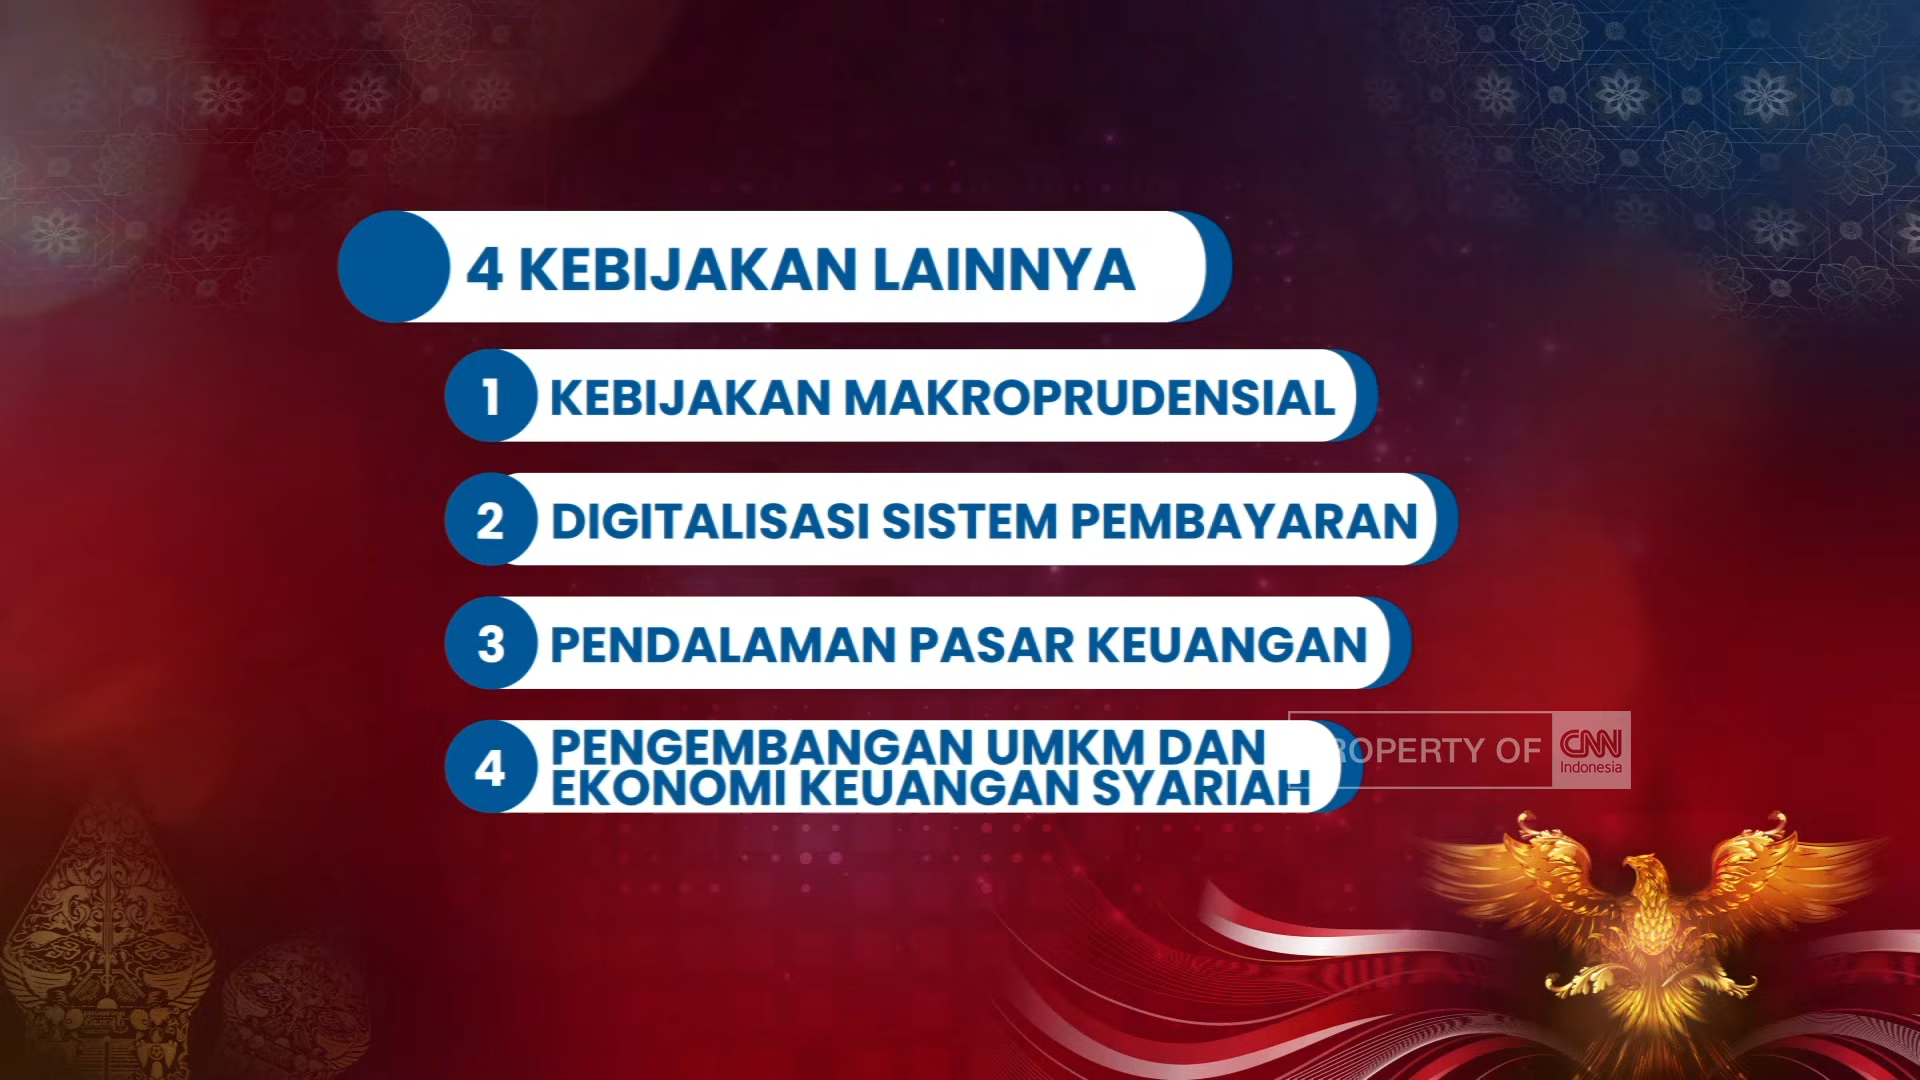 4 KEBIJAKAN LAINNYA
1 KEBIJAKAN MAKROPRUDENSIAL
2 DIGITALISASI SISTEM PEMBAYARAN
3 PENDALAMAN PASAR KEUANGAN
4 PENGEMBANGAN UMKM DAN
EKONOMI KEUANGAN SYARIAH
PROPERTY OF CNN
Indonesia